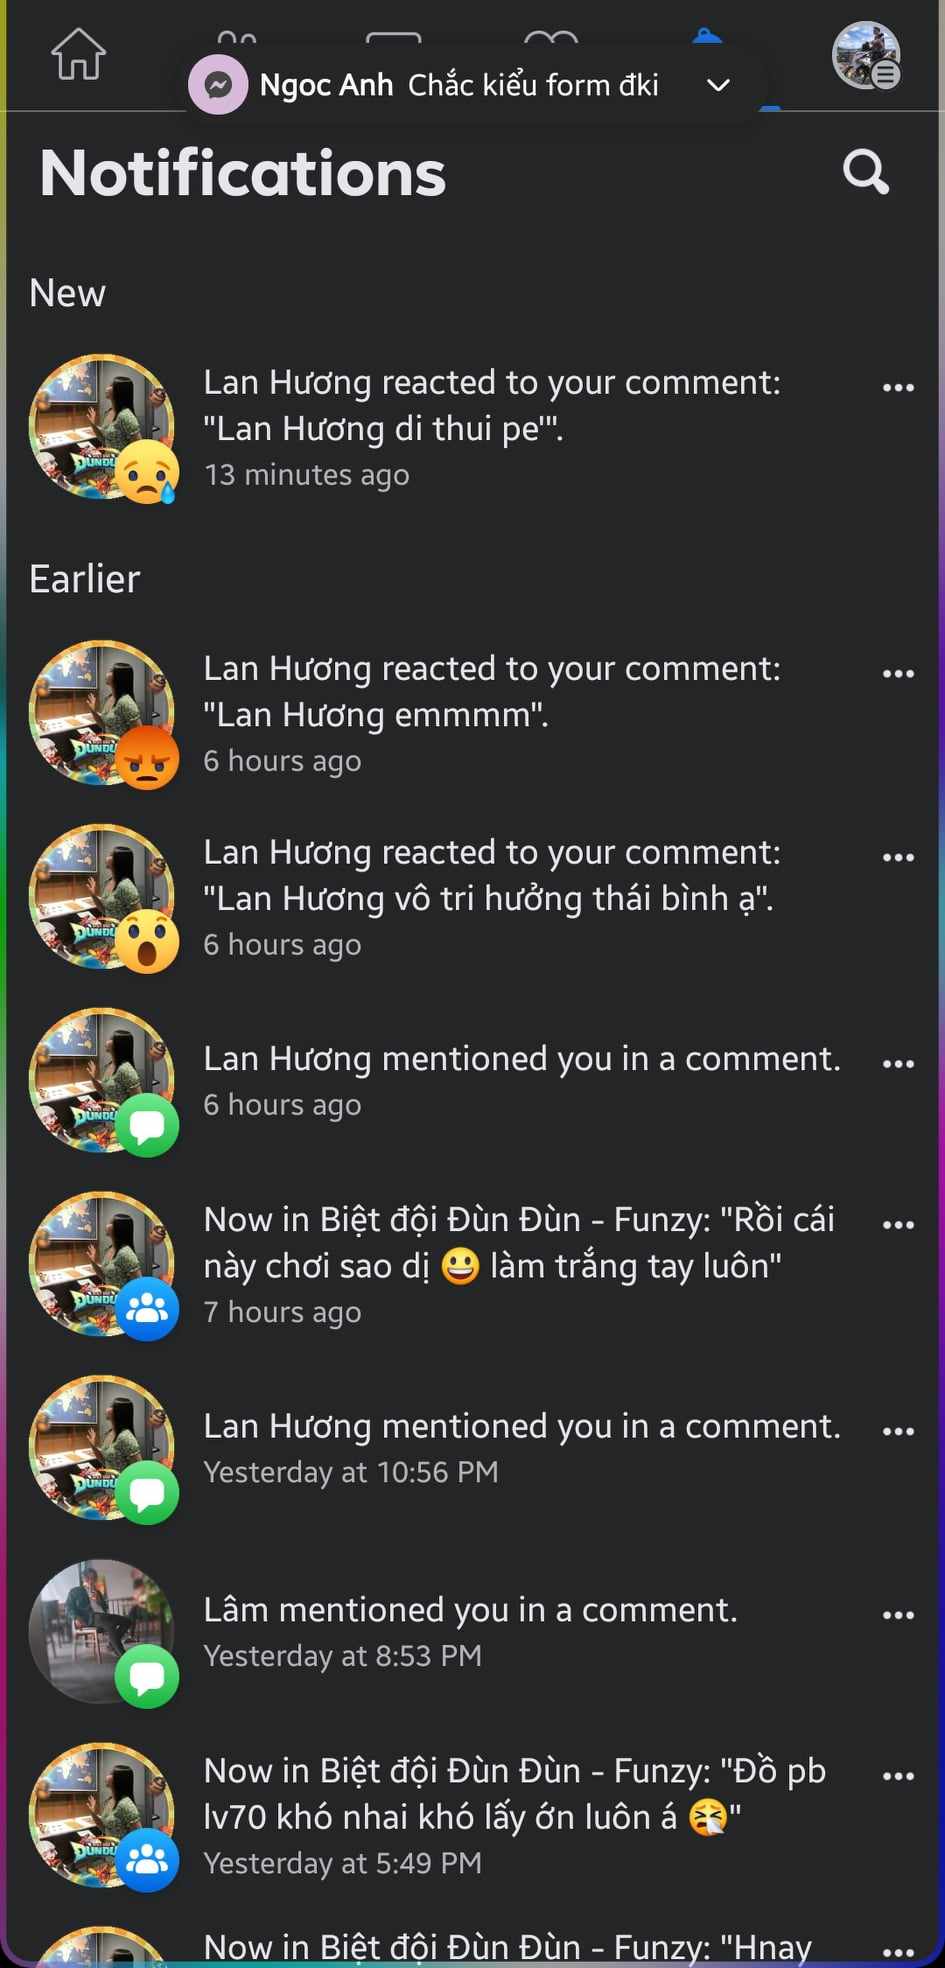 Ngoc Anh Chắc kiểu form đki
Notifications
New
Lan Hương reacted to your comment:
"Lan Hương di thui pe'".
13 minutes ago
Earlier
Lan Hương reacted to your comment:
"Lan Hương emmmm".
6 hours ago
Lan Hương reacted to your comment:
"Lan Hương vô tri hưởng thái bình ạ".
6 hours ago
Lan Hương mentioned you in a comment.
6 hours ago
Now in Biệt đội Đùn Đùn - Funzy: "Rồi cái
này chơi sao dị 😀 làm trắng tay luôn"
7 hours ago
Lan Hương mentioned you in a comment.
Yesterday at 10:56 PM
Lâm mentioned you in a comment.
Yesterday at 8:53 PM
Now in Biệt đội Đùn Đùn - Funzy: "Đồ pb
lv70 khó nhai khó lấy ớn luôn á 😫"
Yesterday at 5:49 PM
Now in Biệt đội Đùn Đùn - Funzy: "Hnay